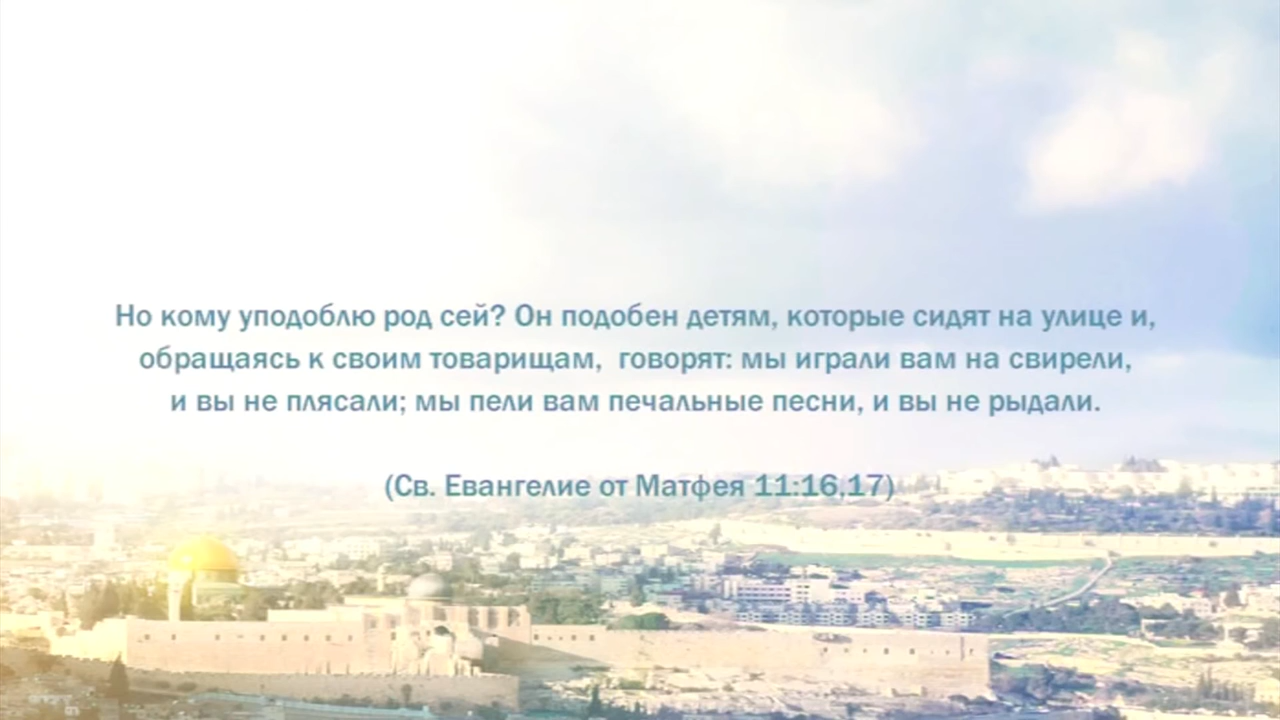 Но кому уподоблю род сей? Он подобен детям, которые сидят на улице и,
обращаясь к своим товарищам,  говорят: мы играли вам на свирели,
и вы не плясали; мы пели вам печальные песни, и вы не рыдали.
(Св. Евангелие от Матфея 11:16,17)